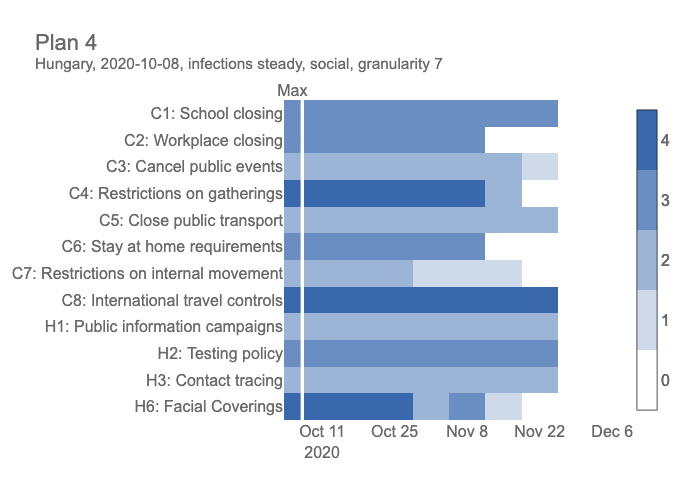 Plan 4
Hungary, 2020-10-08, infections steady, social, granularity 7
Max
C1: School closing
C2: Workplace closing
C3: Cancel public events
C4: Restrictions on gatherings
C5: Close public transport
C6: Stay at home requirements
C7: Restrictions on internal movement
C8: International travel controls
H1: Public information campaigns
H2: Testing policy
H3: Contact tracing
H6: Facial Coverings
Oct 11 Oct 25 Nov 8 Nov 22 Dec 6
2020
4
3
2
1
0